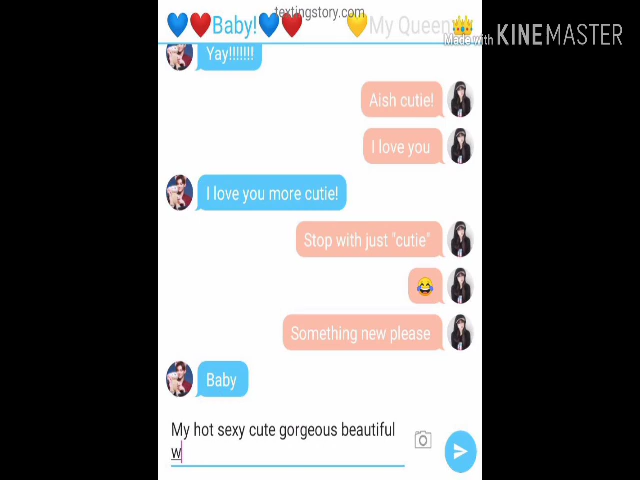 textingstory.com
💙❤️Baby!💙❤️ 💛My Queen👑
Made with KINEMASTER
Yay!!!!!!!
Aish cutie!
I love you
I love you more cutie!
Stop with just "cutie"
😂
Something new please
Baby
My hot sexy cute gorgeous beautiful
w